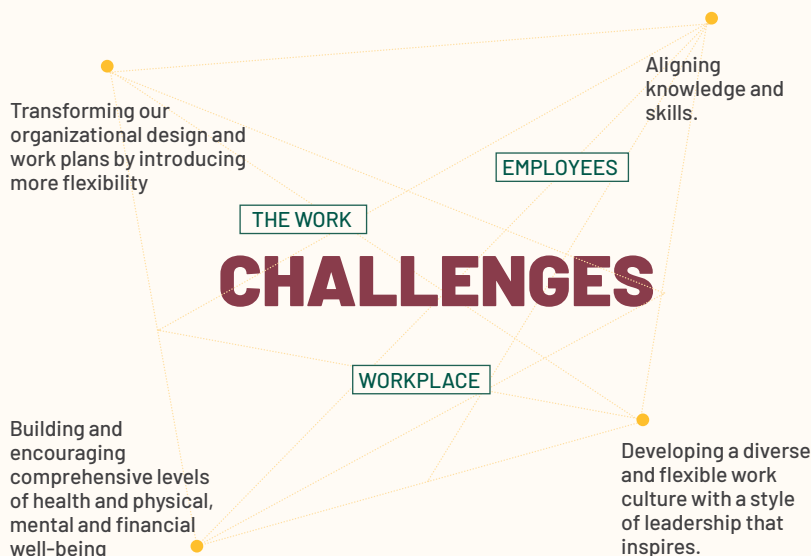 Aligning
knowledge and
skills.
Transforming our
organizational design and
work plans by introducing
more flexibility
EMPLOYEES
THE WORK
CHALLENGES
WORKPLACE
Building and
encouraging
comprehensive levels
of health and physical,
mental and financial
well-being
Developing a diverse
and flexible work
culture with a style
of leadership that
inspires.